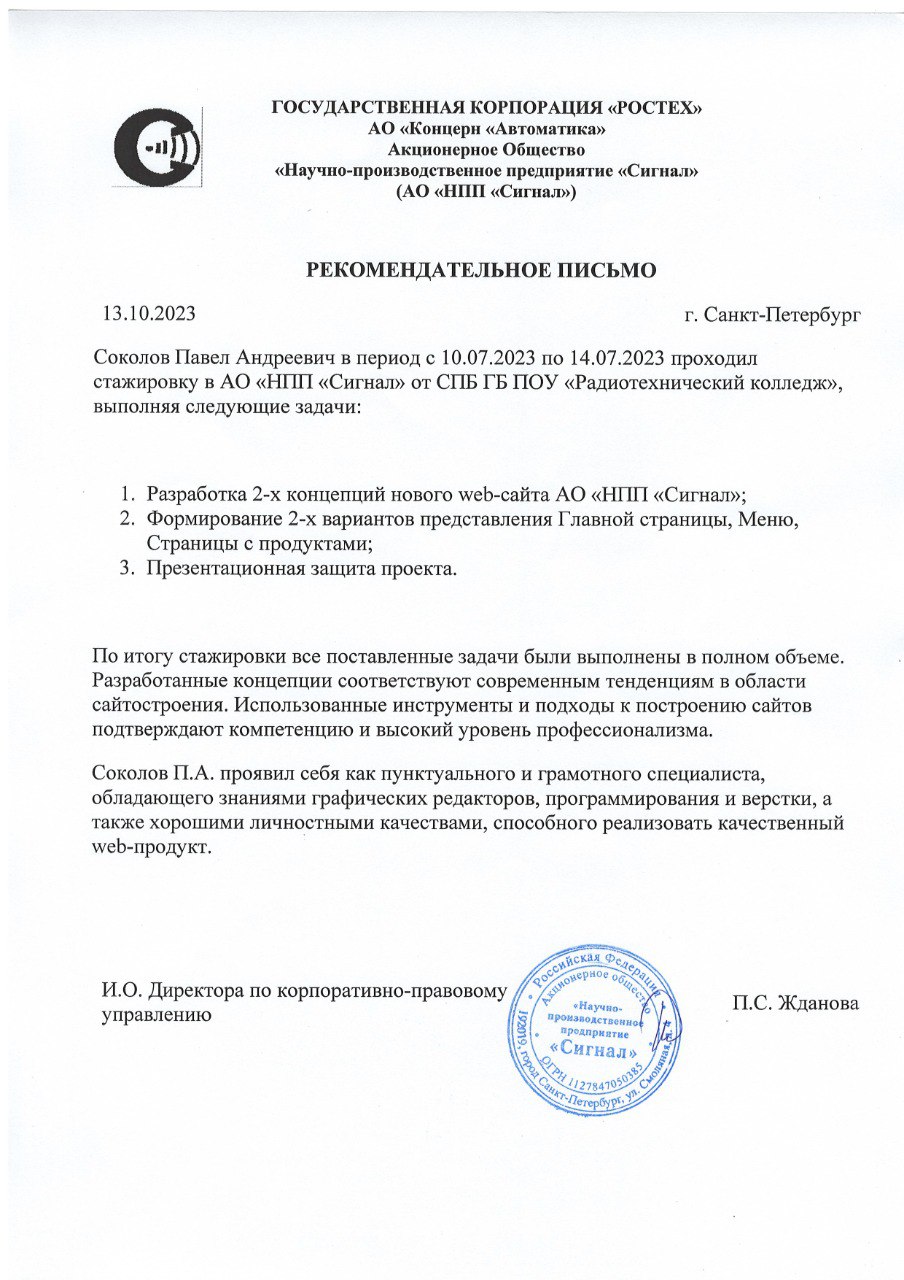 ГОСУДАРСТВЕННАЯ КОРПОРАЦИЯ «РОСТЕХ»
АО «Концерн «Автоматика»
Акционерное Общество
«Научно-производственное предприятие «Сигнал»
(АО «НПП «Сигнал»)
РЕКОМЕНДАТЕЛЬНОЕ ПИСЬМО
13.10.2023 г. Санкт-Петербург
Соколов Павел Андреевич в период с 10.07.2023 по 14.07.2023 проходил
стажировку в АО «НПП «Сигнал» от СПБ ГБ ПОУ «Радиотехнический колледж»,
выполняя следующие задачи:
1. Разработка 2-х концепций нового web-сайта АО «НПП «Сигнал»;
2. Формирование 2-х вариантов представления Главной страницы, Меню,
Страницы с продуктами;
3. Презентационная защита проекта.
По итогу стажировки все поставленные задачи были выполнены в полном объеме.
Разработанные концепции соответствуют современным тенденциям в области
сайтостроения. Использованные инструменты и подходы к построению сайтов
подтверждают компетенцию и высокий уровень профессионализма.
Соколов П.А. проявил себя как пунктуального и грамотного специалиста,
обладающего знаниями графических редакторов, программирования и верстки, а
также хорошими личностными качествами, способного реализовать качественный
web-продукт.
И.О. Директора по корпоративно-правовому
управлению
П.С. Жданова
Российская Федерация
192019, город Санкт-Петербург, ул. Смоляная,
Акционерное общество
«Научно-
производственное
предприятие
«Сигнал»
ОГРН 1127847050385